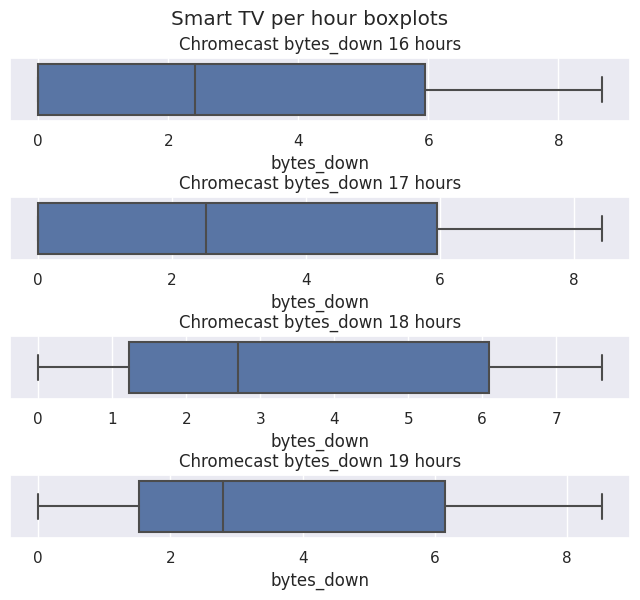 Smart TV per hour boxplots
Chromecast bytes_down 16 hours
0 2 4 6 8
bytes_down
Chromecast bytes_down 17 hours
0 2 4 6 8
bytes_down
Chromecast bytes_down 18 hours
0 1 2 3 4 5 6 7
bytes_down
Chromecast bytes_down 19 hours
0 2 4 6 8
bytes_down